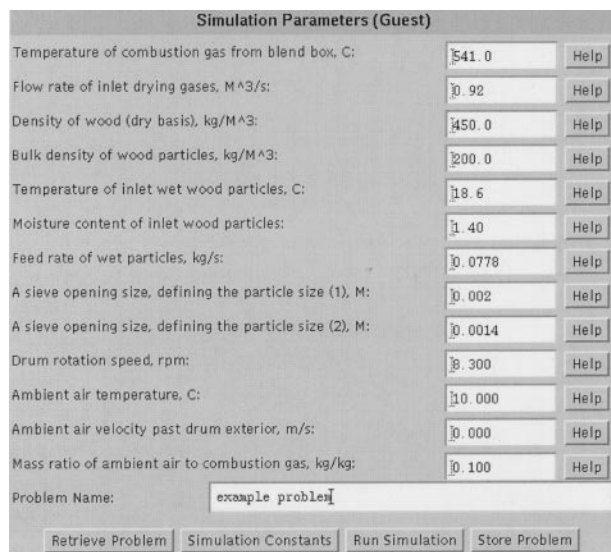 Simulation Parameters (Guest)
Temperature of combustion gas from blend box, C: 541.0 Help
Flow rate of inlet drying gases, M^3/s: 0.92 Help
Density of wood (dry basis), kg/M^3: 450.0 Help
Bulk density of wood particles, kg/M^3: 200.0 Help
Temperature of inlet wet wood particles, C: 18.6 Help
Moisture content of inlet wood particles: 1.40 Help
Feed rate of wet particles, kg/s: 0.0778 Help
A sieve opening size, defining the particle size (1), M: 0.002 Help
A sieve opening size, defining the particle size (2), M: 0.0014 Help
Drum rotation speed, rpm: 8.300 Help
Ambient air temperature, C: 10.000 Help
Ambient air velocity past drum exterior, m/s: 0.000 Help
Mass ratio of ambient air to combustion gas, kg/kg: 0.100 Help
Problem Name: example problem
Retrieve Problem Simulation Constants Run Simulation Store Problem